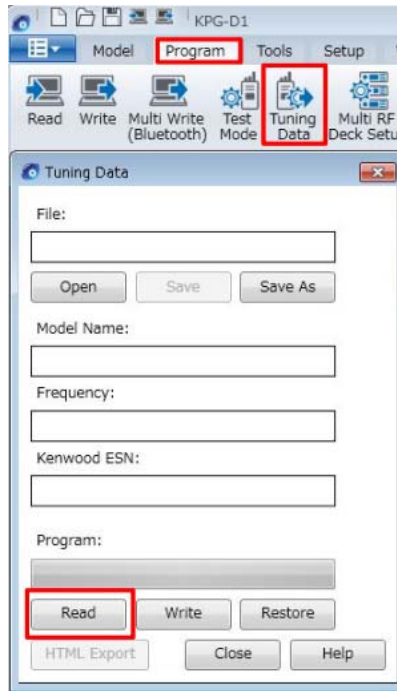 KPG-D1
Model Program Tools Setup
Read Write Multi Write Test Tuning Multi RF
(Bluetooth) Mode Data Deck Setu
Tuning Data
File:
Open Save Save As
Model Name:
Frequency:
Kenwood ESN:
Program:
Read Write Restore
HTML Export Close Help